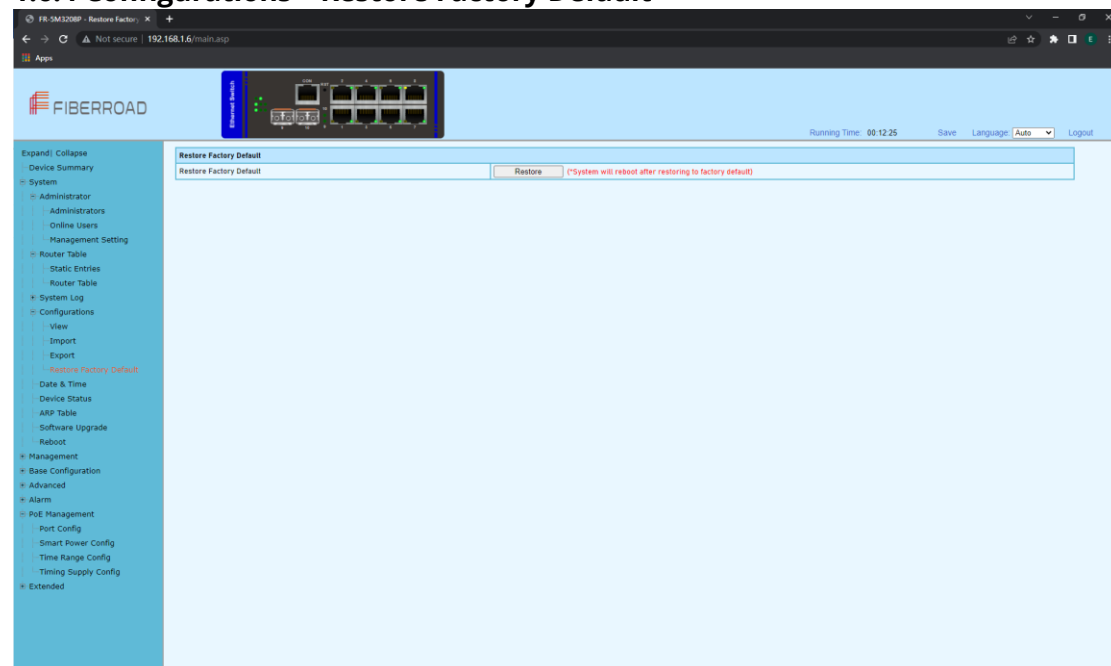 FR-5M3208P - Restore Factory
Not secure | 192.168.1.6/main.asp
E
Apps
FIBERROAD
Ethernet Switch
COM
Running Time: 00:12:25 Save Language: Auto Logout
Expand| Collapse
Device Summary
System
Administrator
Administrators
Online Users
Management Setting
Router Table
Static Entries
Router Table
System Log
Configurations
View
Import
Export
Restore Factory Default
Date & Time
Device Status
ARP Table
Software Upgrade
Reboot
Management
Base Configuration
Advanced
Alarm
PoE Management
Port Config
Smart Power Config
Time Range Config
Timing Supply Config
Extended
Restore Factory Default
Restore Factory Default Restore (*System will reboot after restoring to factory default)